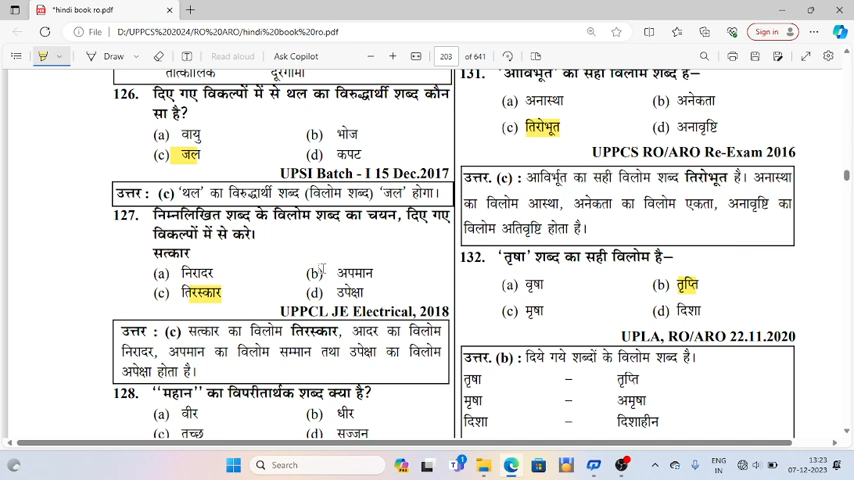 *hindi book ro.pdf
File
D:/UPPCS%202024/RO%20ARO/hindi%20book%20ro.pdf
Sign in
Draw
Read aloud
Ask Copilot
203
of 641
तात्कालिक दूरगामी
126. दिए गए विकल्पों में से थल का विरुद्धार्थी शब्द कौन
सा है?
(a) वायु (b) भोज
(c) जल (d) कपट
UPSI Batch - I 15 Dec.2017
उत्तर : (c) 'थल' का विरुद्धार्थी शब्द (विलोम शब्द) 'जल' होगा।
127. निम्नलिखित शब्द के विलोम शब्द का चयन, दिए गए
विकल्पों में से करे।
सत्कार
(a) निरादर (b) अपमान
(c) तिरस्कार (d) उपेक्षा
UPPCL JE Electrical, 2018
उत्तर : (c) सत्कार का विलोम तिरस्कार, आदर का विलोम
निरादर, अपमान का विलोम सम्मान तथा उपेक्षा का विलोम
अपेक्षा होता है।
128. ''महान'' का विपरीतार्थक शब्द क्या है?
(a) वीर (b) धीर
(c) तुच्छ (d) सज्जन
131. 'आविर्भूत' का सही विलोम शब्द है–
(a) अनास्था (b) अनेकता
(c) तिरोभूत (d) अनावृष्टि
UPPCS RO/ARO Re-Exam 2016
उत्तर. (c) : आविर्भूत का सही विलोम शब्द तिरोभूत है। अनास्था
का विलोम आस्था, अनेकता का विलोम एकता, अनावृष्टि का
विलोम अतिवृष्टि होता है।
132. 'तृषा' शब्द का सही विलोम है–
(a) वृषा (b) तृप्ति
(c) मृषा (d) दिशा
UPLA, RO/ARO 22.11.2020
उत्तर. (b) : दिये गये शब्दों के विलोम शब्द है।
तृषा – तृप्ति
मृषा – अमृषा
दिशा – दिशाहीन
Search
ENG
IN
13:23
07-12-2023